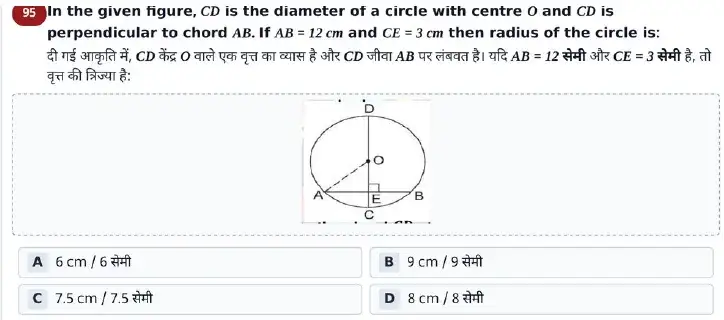 95 In the given figure, CD is the diameter of a circle with centre O and CD is
perpendicular to chord AB. If AB = 12 cm and CE = 3 cm then radius of the circle is:
दी गई आकृति में, CD केंद्र O वाले एक वृत्त का व्यास है और CD जीवा AB पर लंबवत है। यदि AB = 12 सेमी और CE = 3 सेमी है, तो
वृत्त की त्रिज्या है:
D
O
A E B
C
A 6 cm / 6 सेमी
B 9 cm / 9 सेमी
C 7.5 cm / 7.5 सेमी
D 8 cm / 8 सेमी